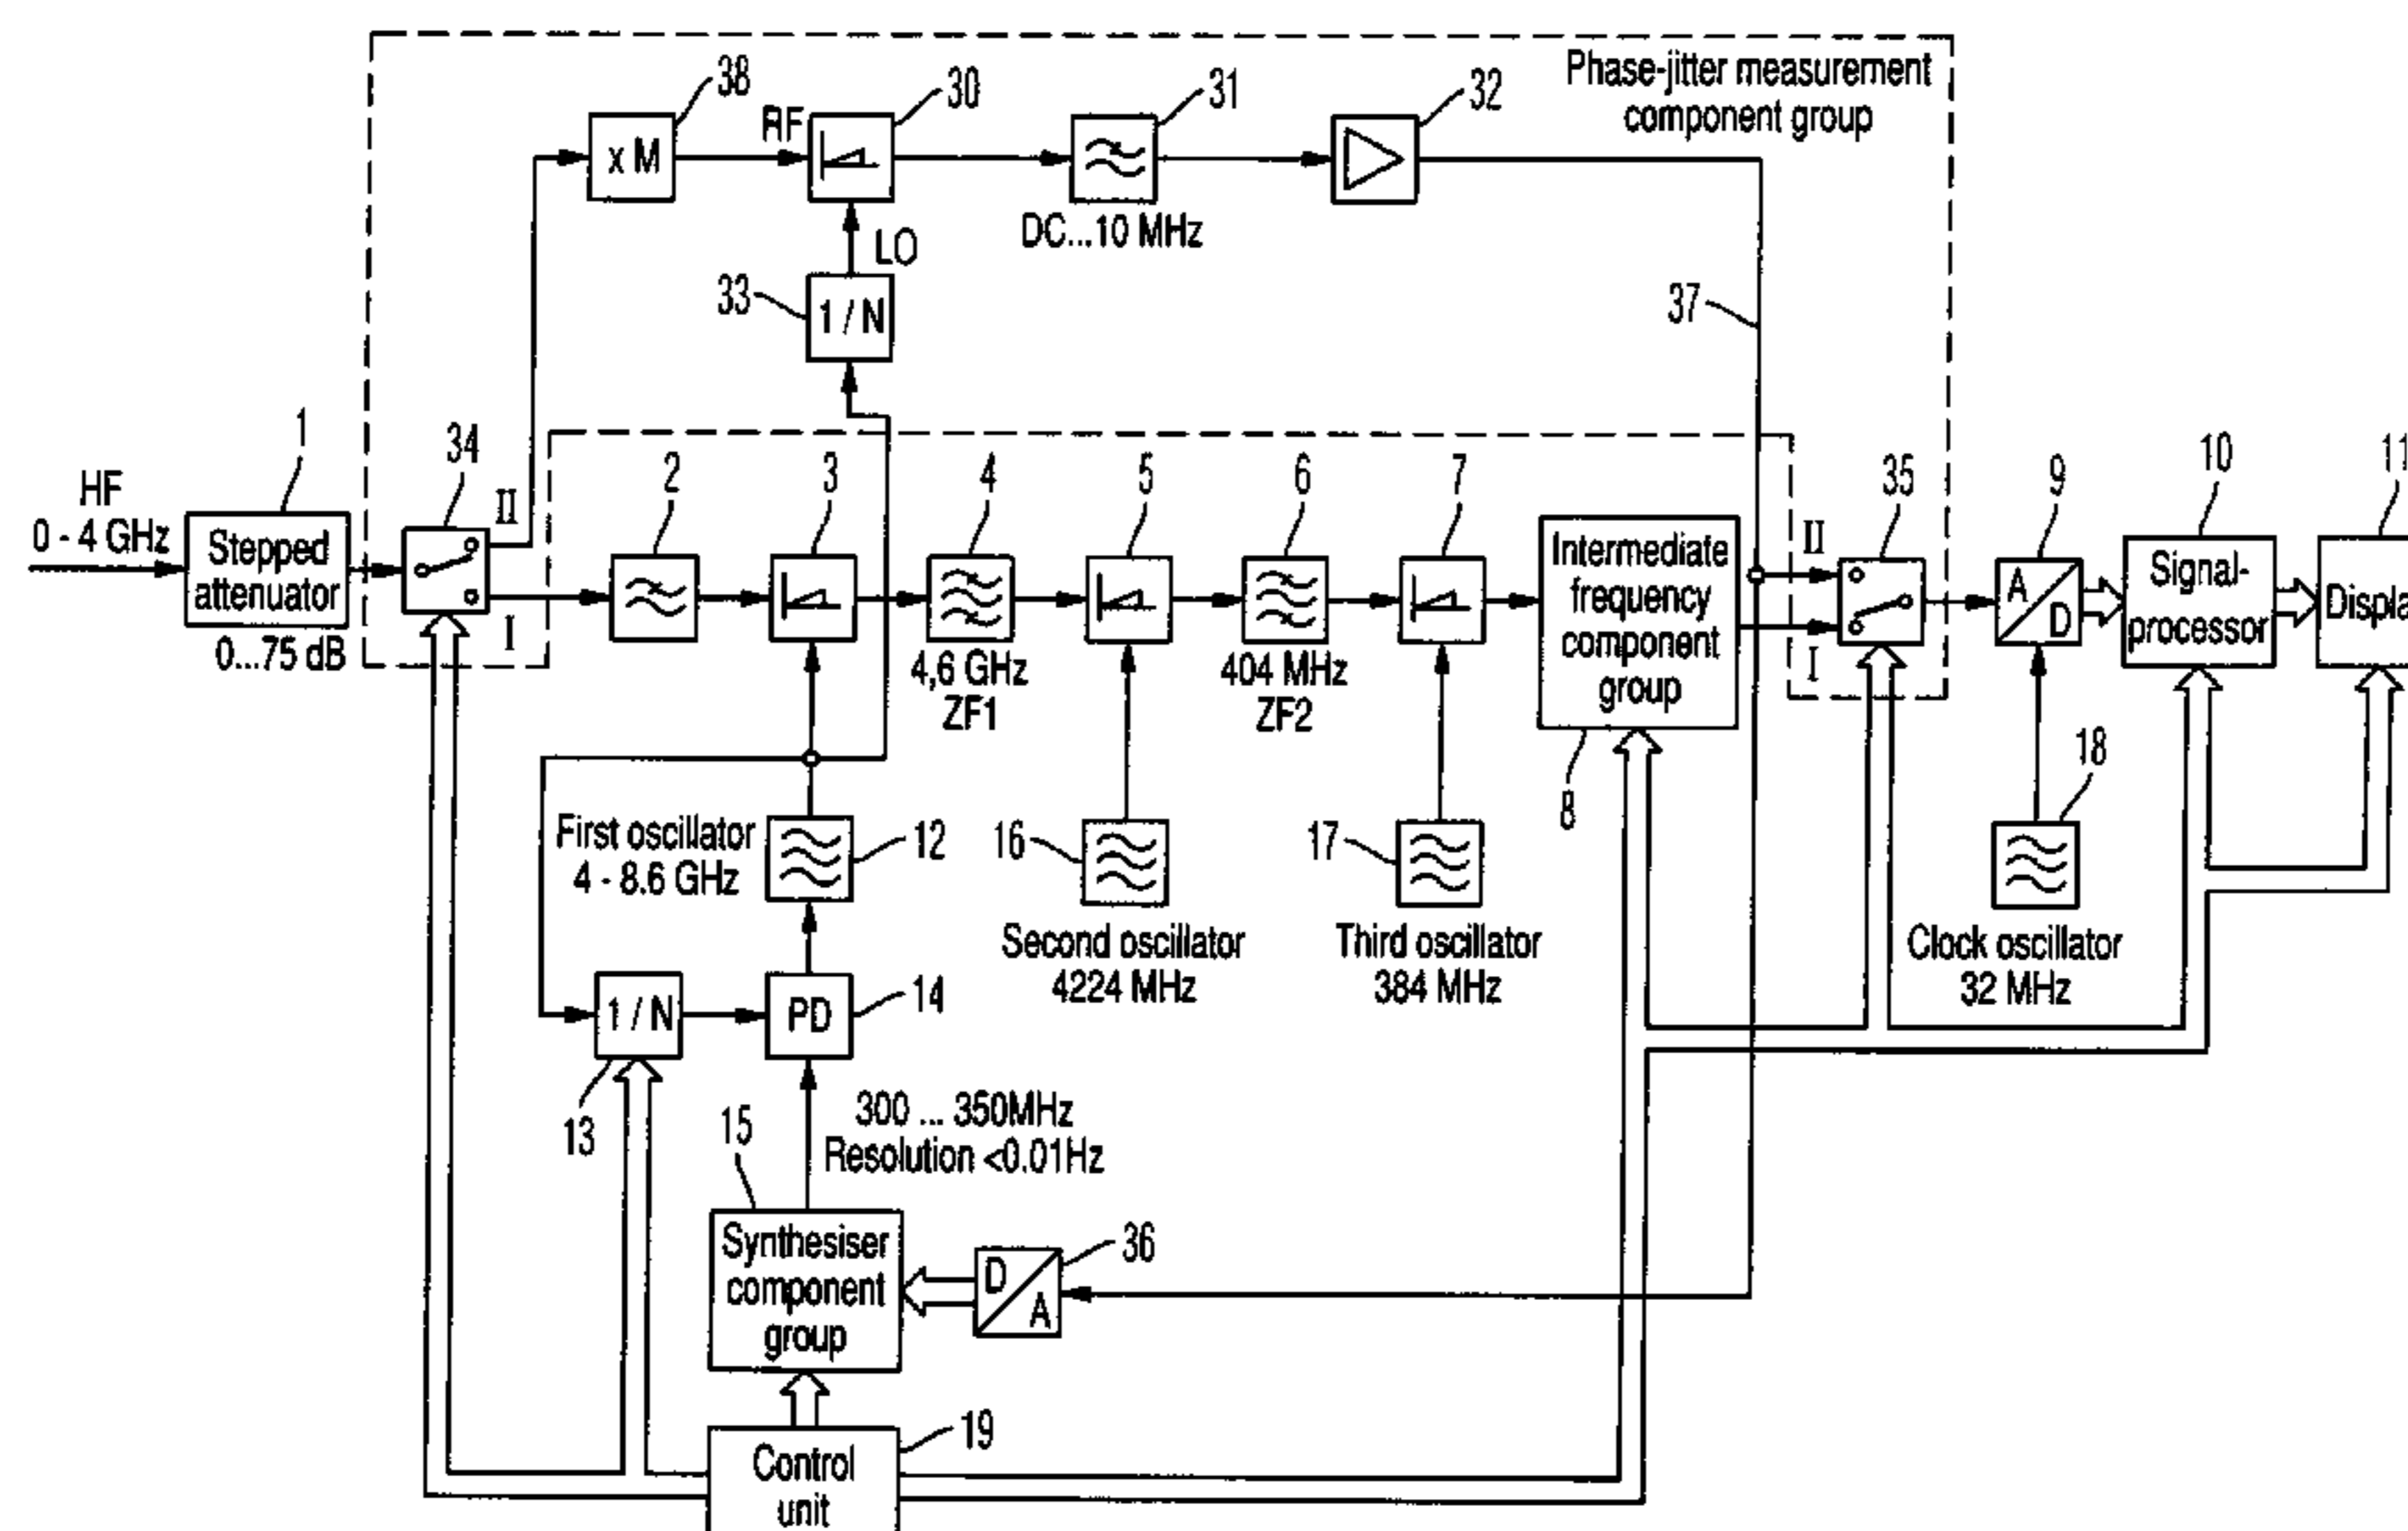 Phase-jitter measurement
component group
38
30
31
32
RF
x M
DC...10 MHz
LO
33
1 / N
37
1
34
2
3
4
5
6
7
35
9
10
11
HF
0 - 4 GHz
II
Stepped
attenuator
0...75 dB
I
4,6 GHz
ZF1
404 MHz
ZF2
Intermediate
frequency
component
group
II
I
A
D
Signal-
processor
Displa
8
18
First oscillator
4 - 8.6 GHz
12
16
17
Second oscillator
4224 MHz
Third oscillator
384 MHz
Clock oscillator
32 MHz
1 / N
PD
14
13
15
300 ... 350MHz
Resolution <0.01Hz
Synthesiser
component
group
D
A
36
Control
unit
19